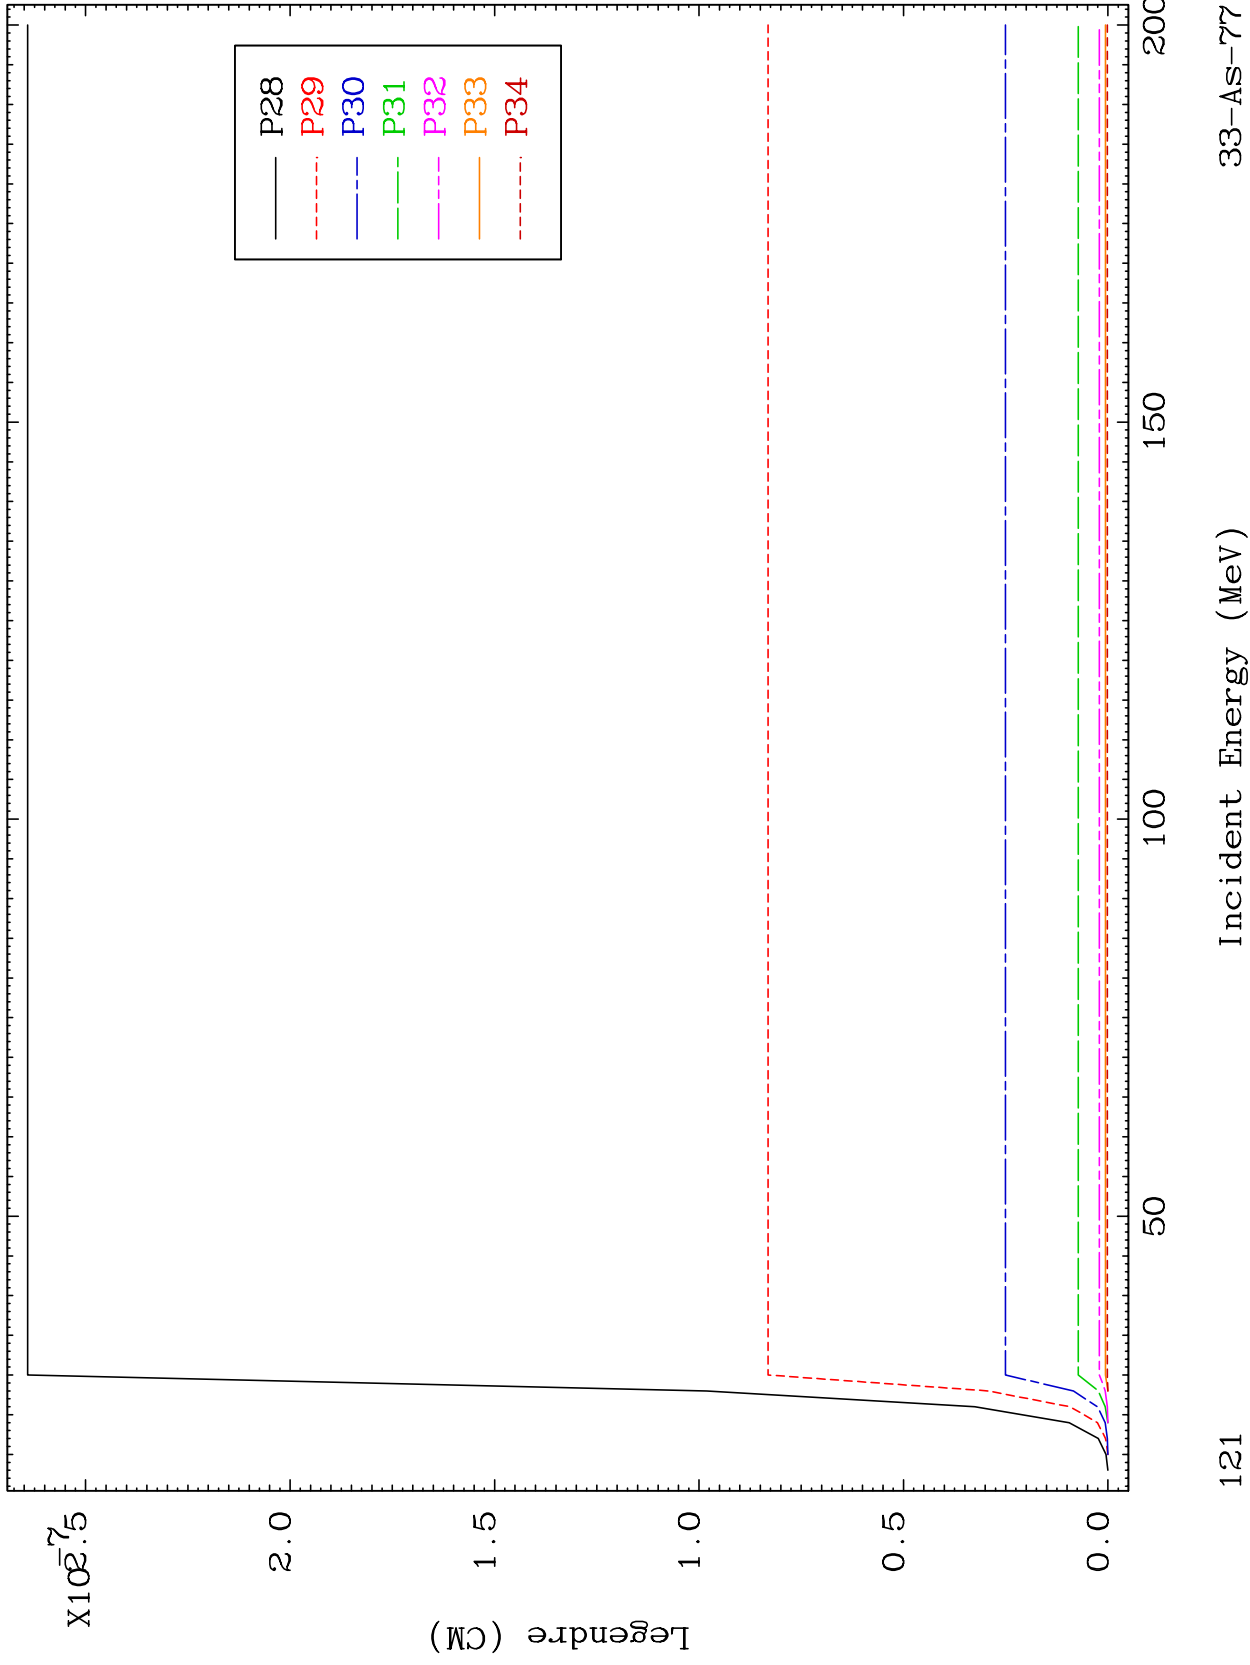 X10-7
2.5
2.0
1.5
1.0
0.5
0.0
Legendre (CM)
P28
P29
P30
P31
P32
P33
P34
50
100
150
200
121
Incident Energy (MeV)
33-As-77